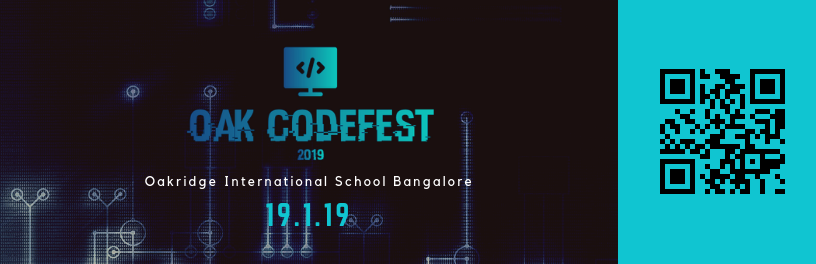 </>
OAK CODEFEST
2019
Oakridge International School Bangalore
19.1.19